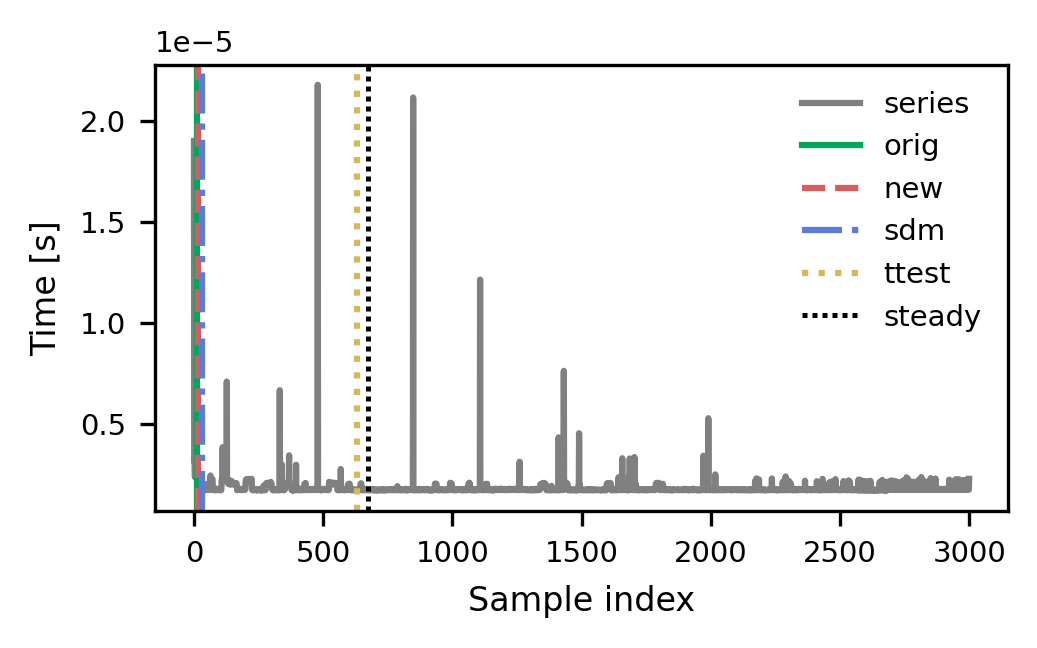 1e−5
2.0
1.5
1.0
0.5
Time [s]
series
orig
new
sdm
ttest
steady
0 500 1000 1500 2000 2500 3000
Sample index